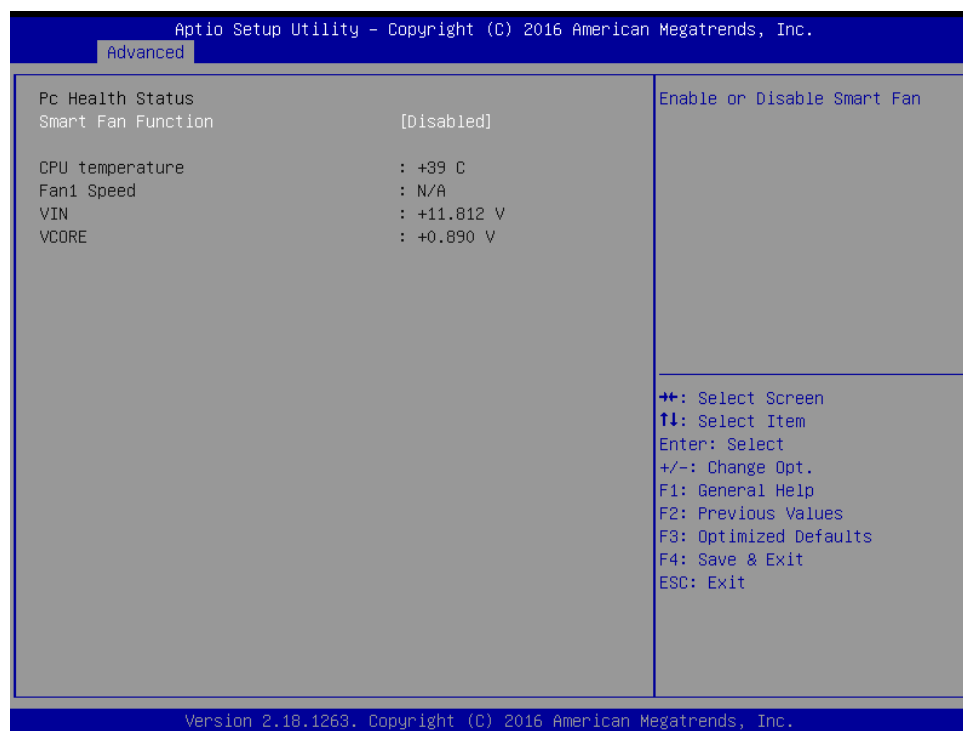 Aptio Setup Utility – Copyright (C) 2016 American Megatrends, Inc.
Advanced
Pc Health Status
Smart Fan Function [Disabled]
CPU temperature : +39 C
Fan1 Speed : N/A
VIN : +11.812 V
VCORE : +0.890 V
Enable or Disable Smart Fan
→←: Select Screen
↑↓: Select Item
Enter: Select
+/-: Change Opt.
F1: General Help
F2: Previous Values
F3: Optimized Defaults
F4: Save & Exit
ESC: Exit
Version 2.18.1263. Copyright (C) 2016 American Megatrends, Inc.